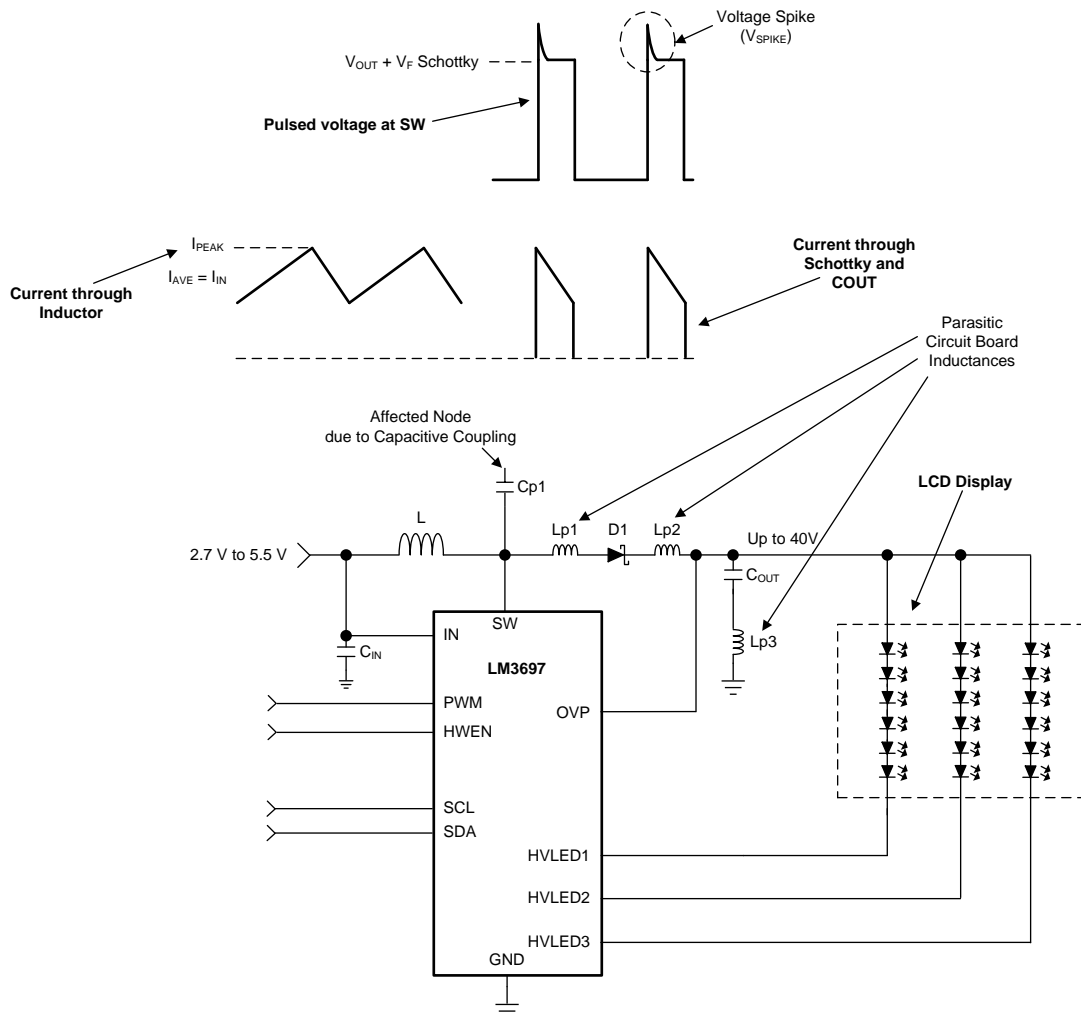 Voltage Spike
(VSPIKE)
VOUT + VF Schottky
Pulsed voltage at SW
IPEAK
IAVE = IIN
Current through
Inductor
Current through
Schottky and
COUT
Parasitic
Circuit Board
Inductances
Affected Node
due to Capacitive Coupling
Cp1
LCD Display
L
Lp1
D1
Lp2
2.7 V to 5.5 V
Up to 40V
COUT
SW
IN
CIN
Lp3
LM3697
PWM
OVP
HWEN
SCL
SDA
HVLED1
HVLED2
HVLED3
GND